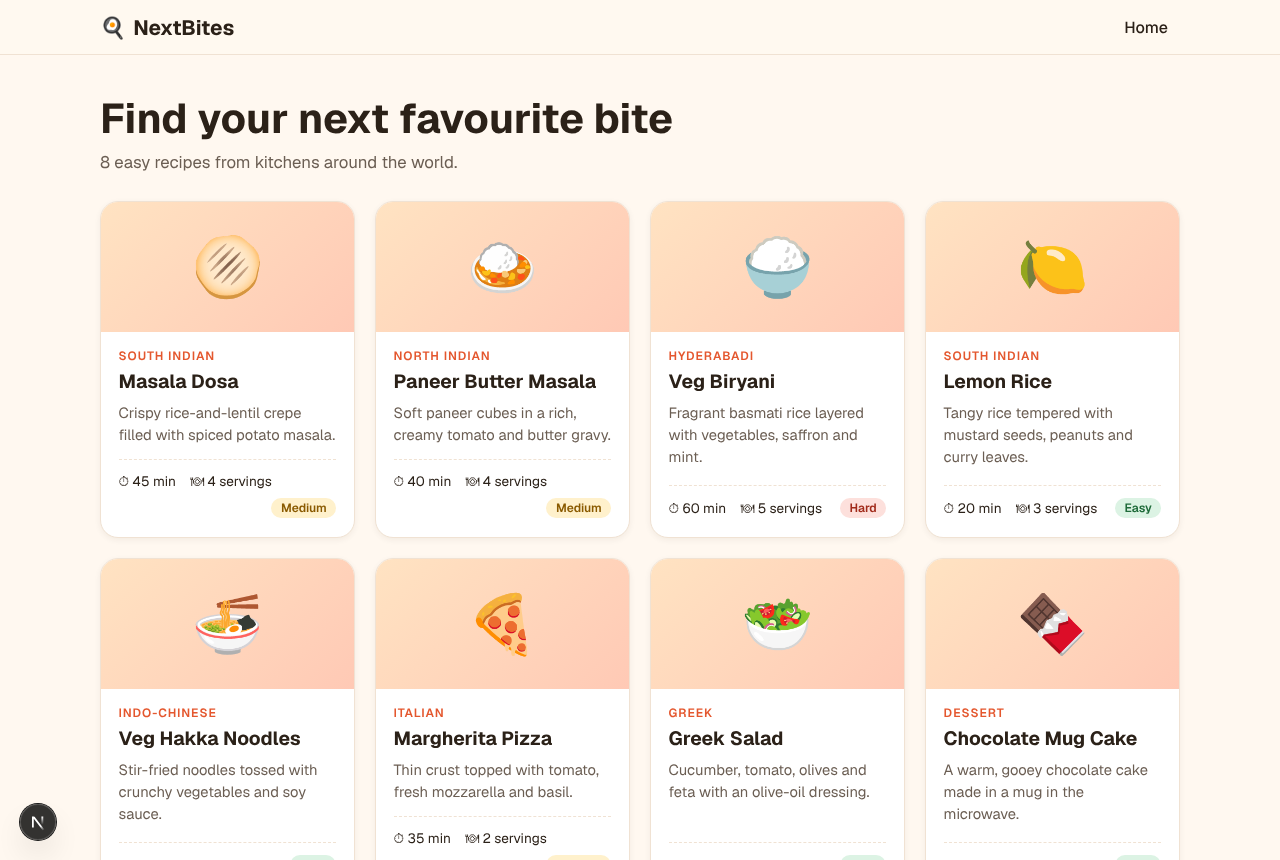 NextBites
Home
Find your next favourite bite
8 easy recipes from kitchens around the world.
SOUTH INDIAN
Masala Dosa
Crispy rice-and-lentil crepe
filled with spiced potato masala.
45 min 4 servings
Medium
NORTH INDIAN
Paneer Butter Masala
Soft paneer cubes in a rich,
creamy tomato and butter gravy.
40 min 4 servings
Medium
HYDERABADI
Veg Biryani
Fragrant basmati rice layered
with vegetables, saffron and
mint.
60 min 5 servings Hard
SOUTH INDIAN
Lemon Rice
Tangy rice tempered with
mustard seeds, peanuts and
curry leaves.
20 min 3 servings Easy
INDO-CHINESE
Veg Hakka Noodles
Stir-fried noodles tossed with
crunchy vegetables and soy
sauce.
ITALIAN
Margherita Pizza
Thin crust topped with tomato,
fresh mozzarella and basil.
35 min 2 servings
GREEK
Greek Salad
Cucumber, tomato, olives and
feta with an olive-oil dressing.
DESSERT
Chocolate Mug Cake
A warm, gooey chocolate cake
made in a mug in the
microwave.
N